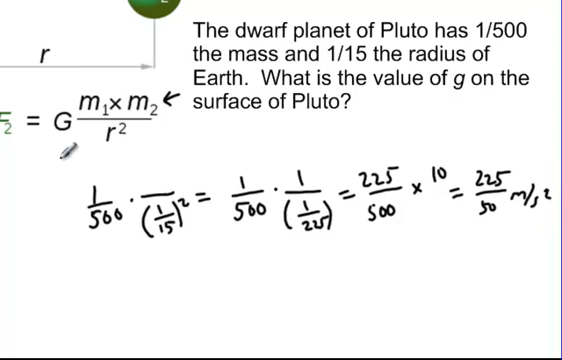 The dwarf planet of Pluto has 1/500
the mass and 1/15 the radius of
Earth. What is the value of g on the
surface of Pluto?
r
= G m₁ x m₂ / r²
1/500 · —/(1/15)² = 1/500 · 1/(1/225) = 225/500 x 10 = 225/50 m/s²